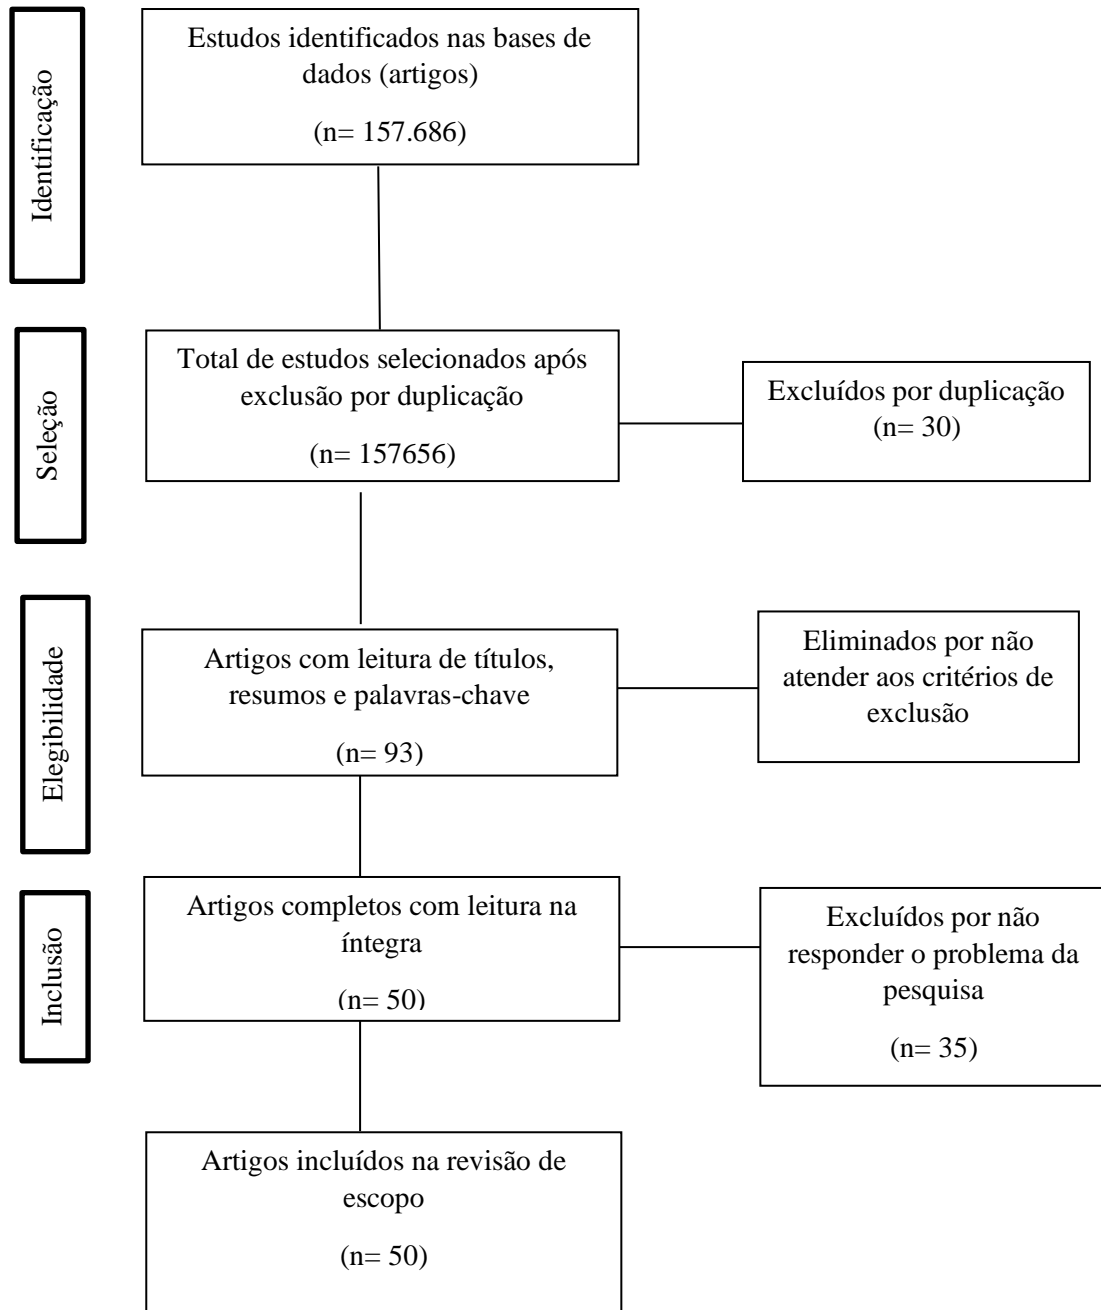 Identificação
Estudos identificados nas bases de
dados (artigos)
(n= 157.686)
Seleção
Total de estudos selecionados após
exclusão por duplicação
(n= 157656)
Excluídos por duplicação
(n= 30)
Elegibilidade
Artigos com leitura de títulos,
resumos e palavras-chave
(n= 93)
Eliminados por não
atender aos critérios de
exclusão
Inclusão
Artigos completos com leitura na
íntegra
(n= 50)
Excluídos por não
responder o problema da
pesquisa
(n= 35)
Artigos incluídos na revisão de
escopo
(n= 50)